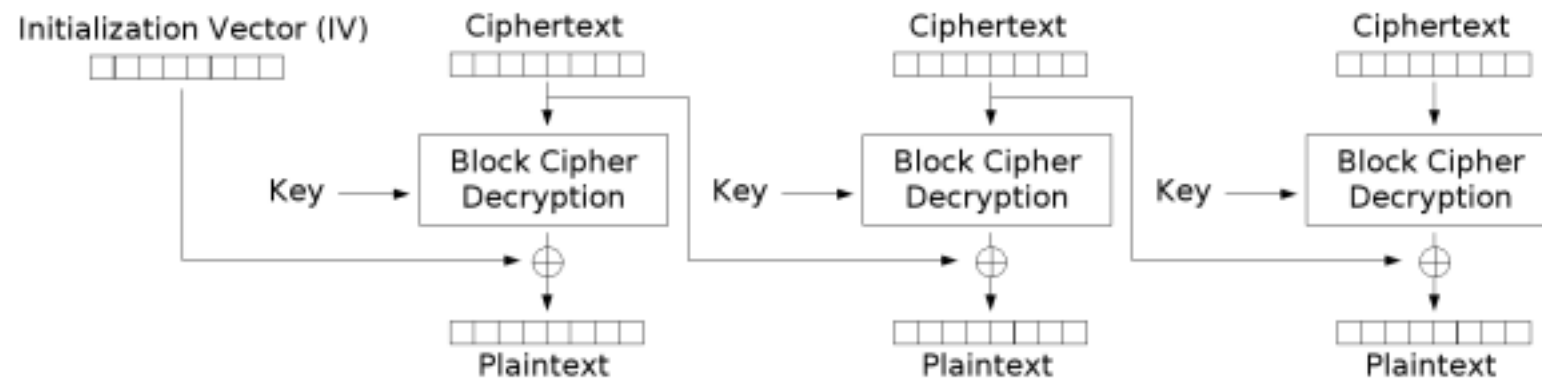 Initialization Vector (IV)
Ciphertext
Ciphertext
Ciphertext
Key
Block Cipher
Decryption
Key
Block Cipher
Decryption
Key
Block Cipher
Decryption
Plaintext
Plaintext
Plaintext